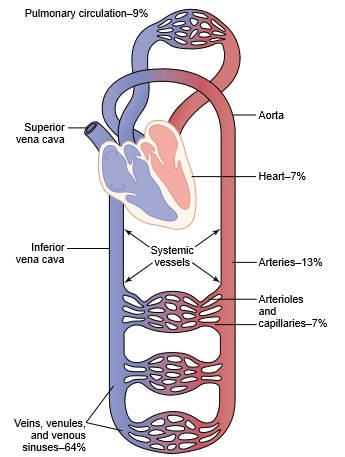 Pulmonary circulation–9%
Aorta
Superior
vena cava
Heart–7%
Inferior
vena cava
Systemic
vessels
Arteries–13%
Arterioles
and
capillaries–7%
Veins, venules,
and venous
sinuses–64%